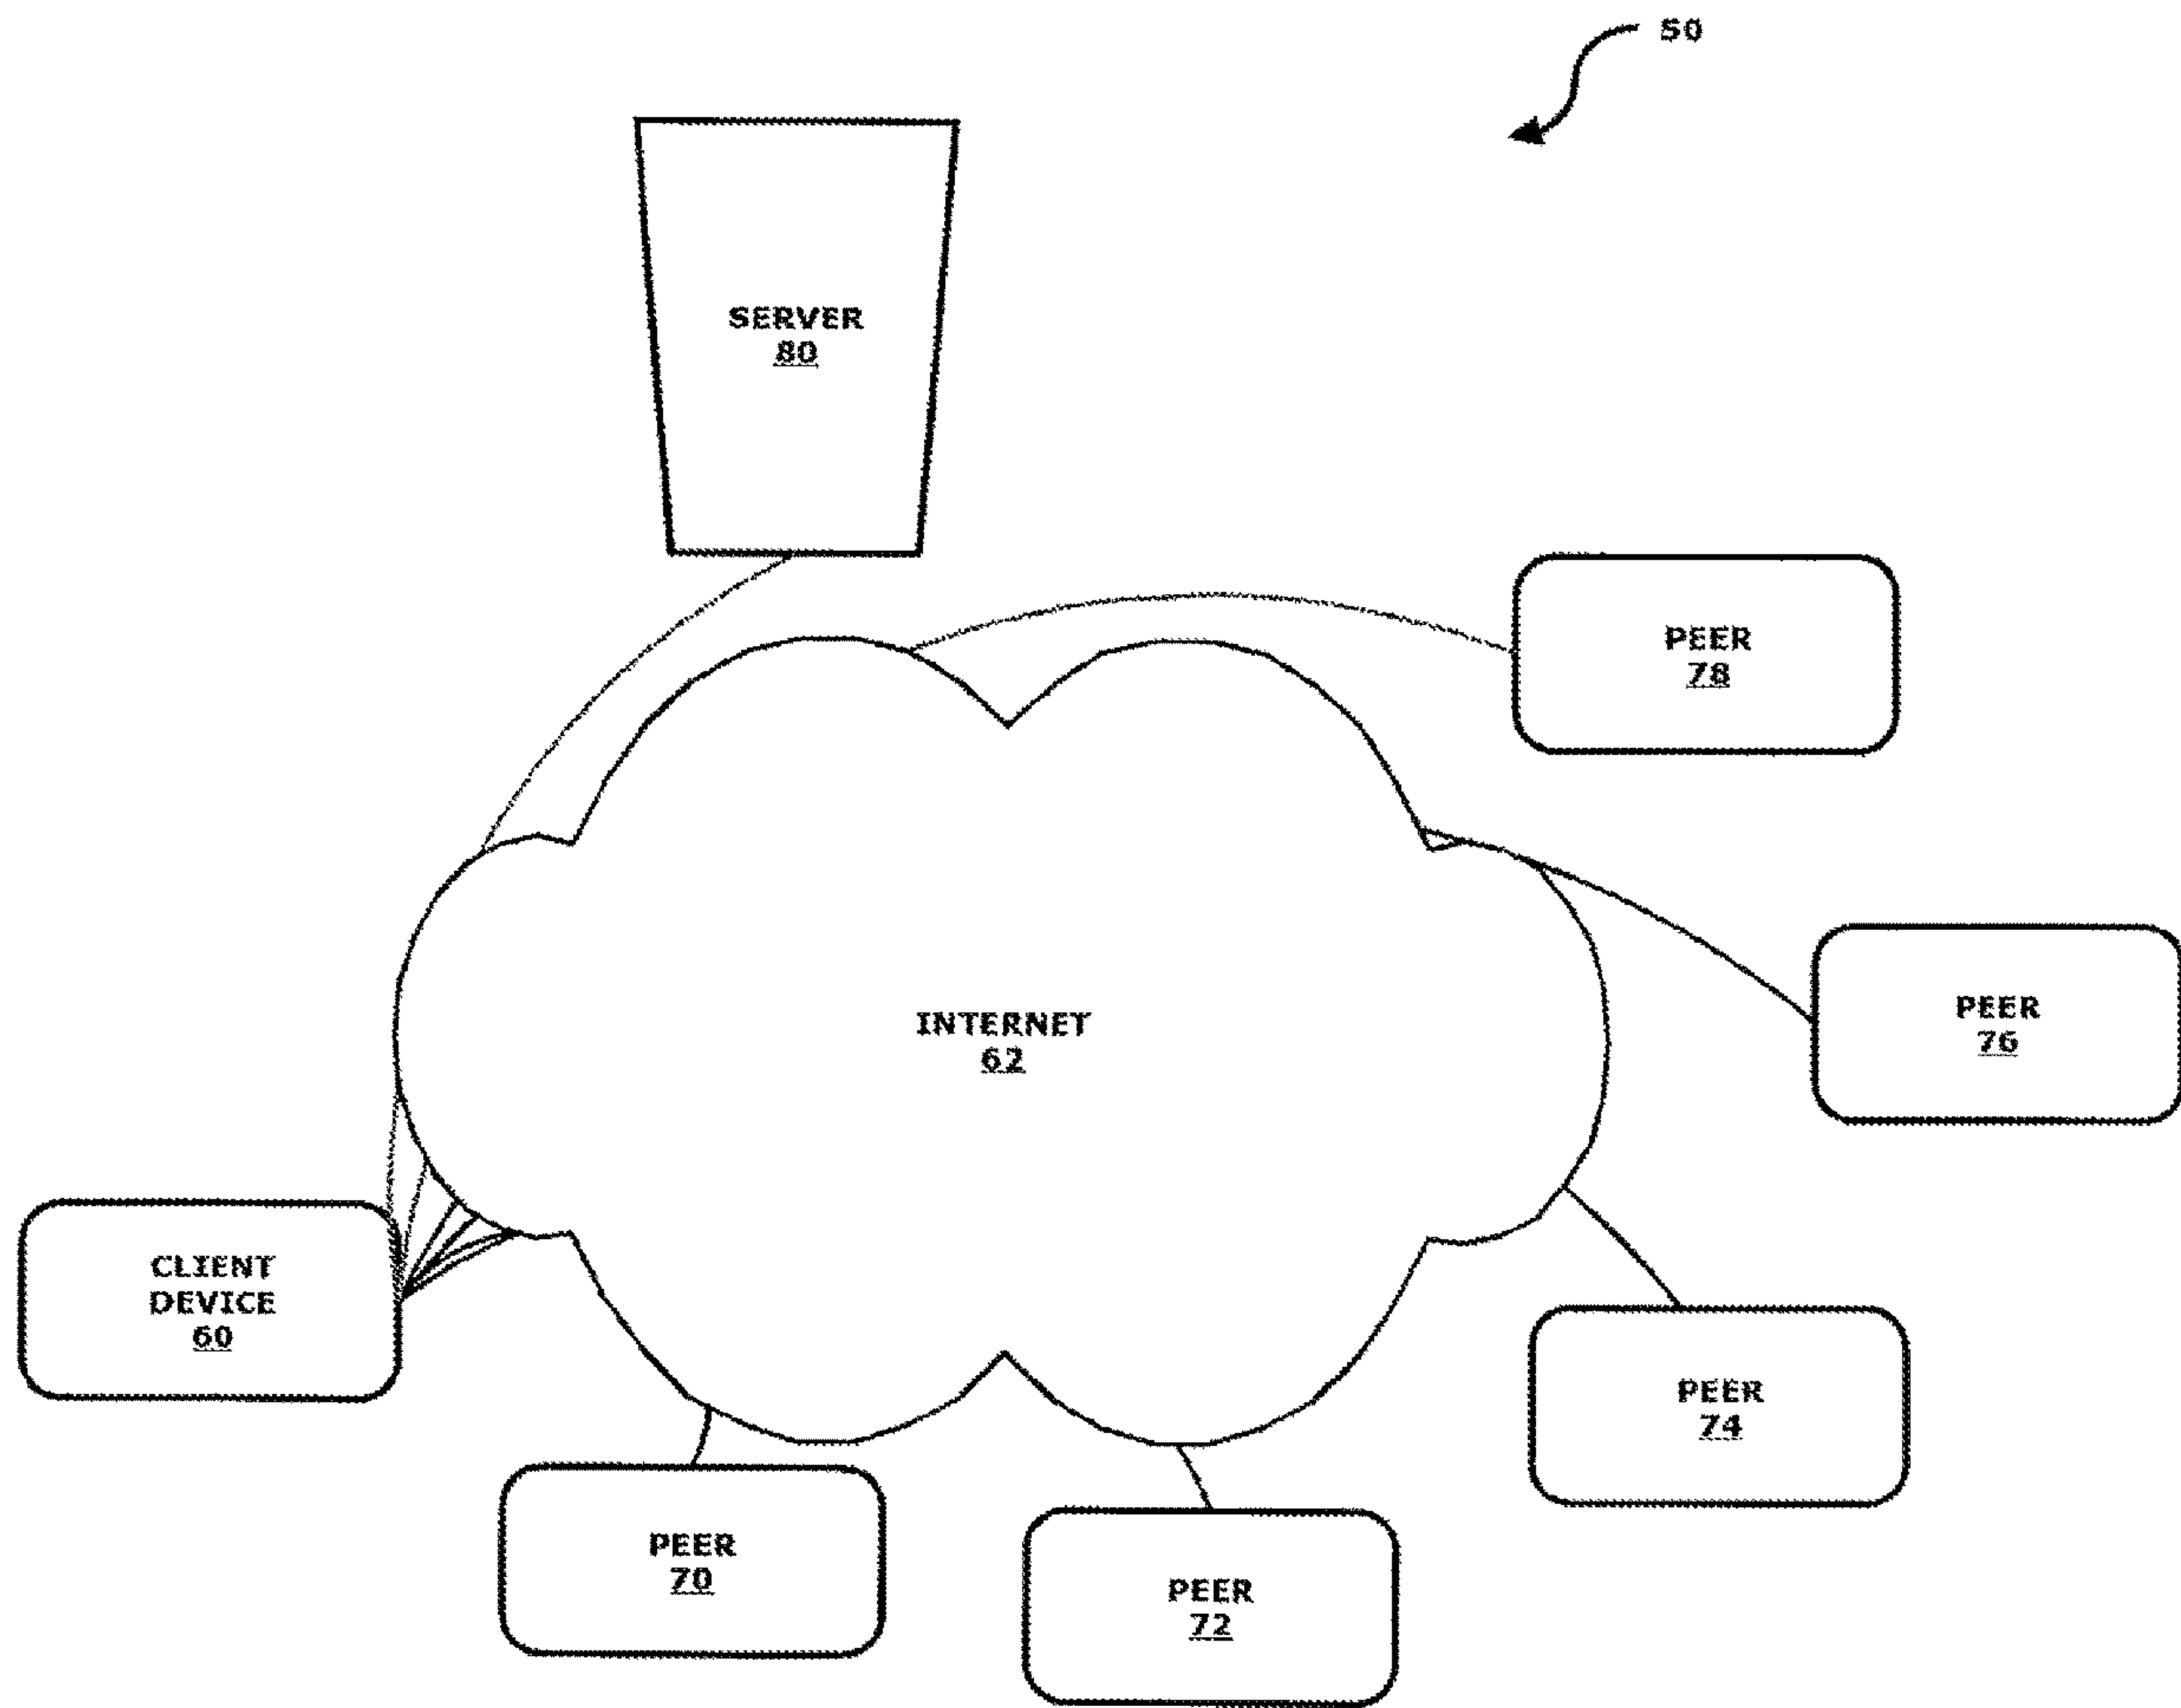 50
SERVER
80
PEER
78
INTERNET
62
PEER
76
CLIENT
DEVICE
60
PEER
74
PEER
70
PEER
72